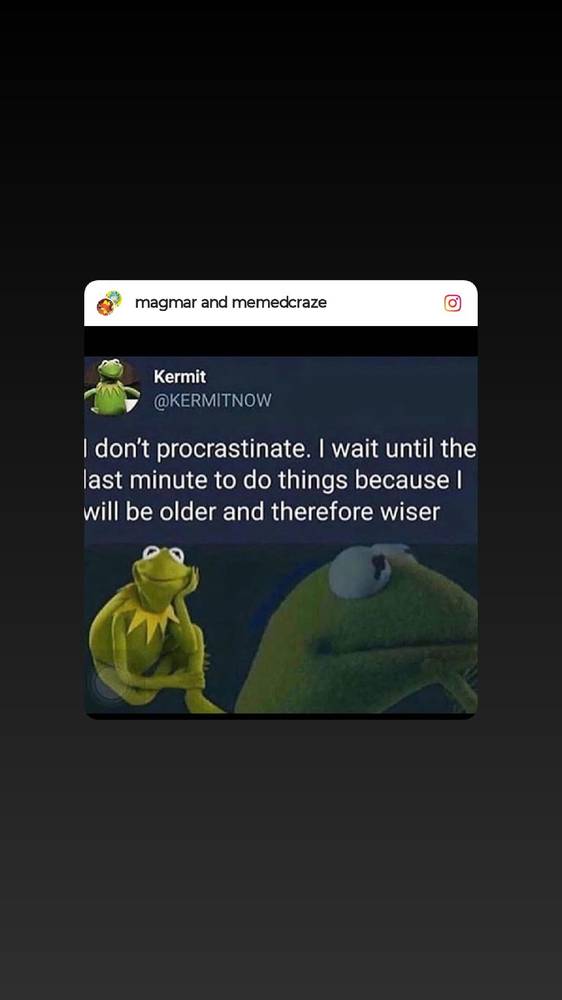 magmar and memedcraze
Kermit
@KERMITNOW
I don't procrastinate. I wait until the
last minute to do things because I
will be older and therefore wiser